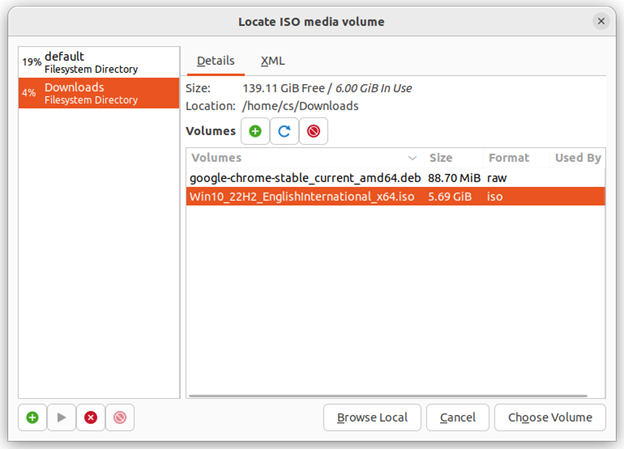 Locate ISO media volume
19% default
Filesystem Directory
4% Downloads
Filesystem Directory
Details XML
Size: 139.11 GiB Free / 6.00 GiB In Use
Location: /home/cs/Downloads
Volumes
Volumes Size Format Used By
google-chrome-stable_current_amd64.deb 88.70 MiB raw
Win10_22H2_EnglishInternational_x64.iso 5.69 GiB iso
Browse Local Cancel Choose Volume